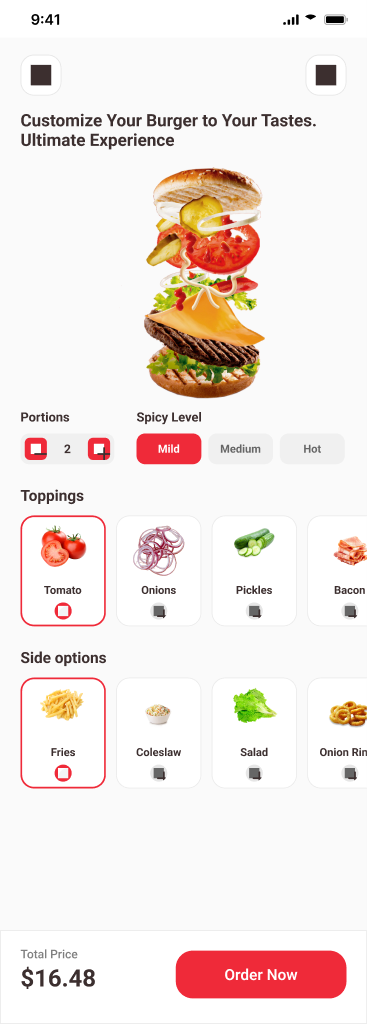 9:41
Customize Your Burger to Your Tastes.
Ultimate Experience
Portions
Spicy Level
2
Mild
Medium
Hot
Toppings
Tomato
Onions
Pickles
Bacon
Side options
Fries
Coleslaw
Salad
Onion Rin
Total Price
$16.48
Order Now